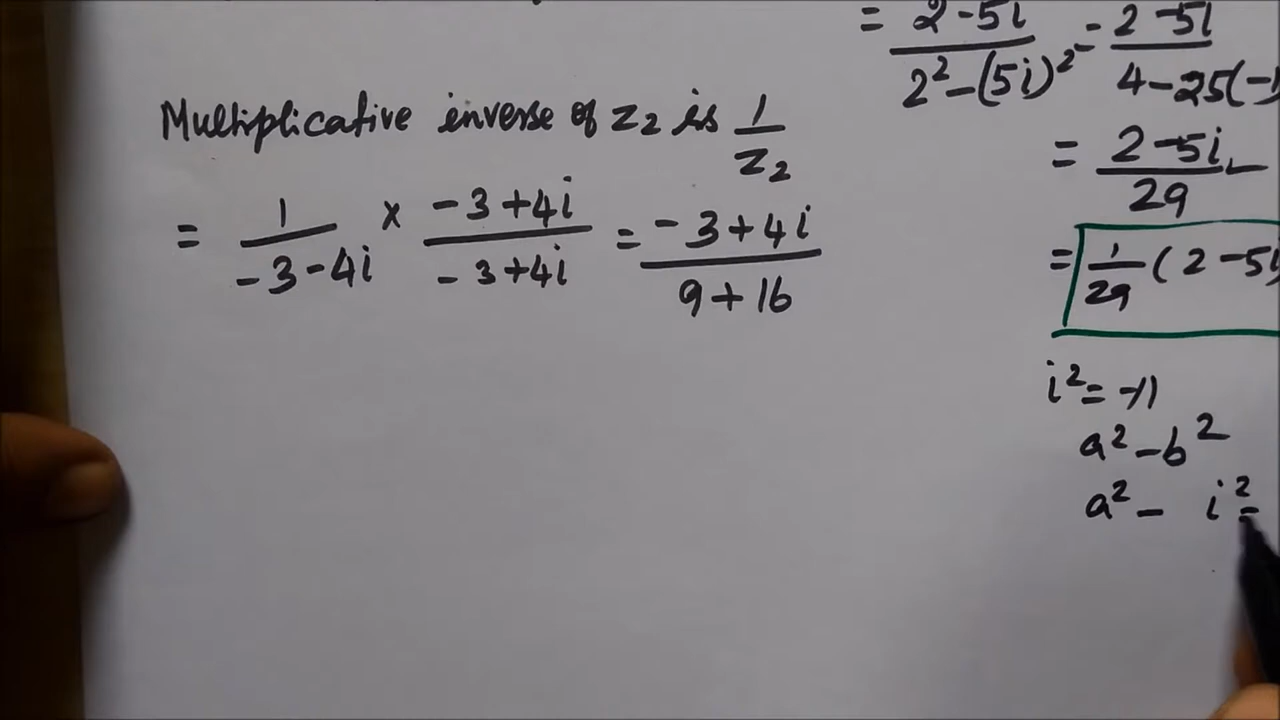 Multiplicative inverse of z2 is 1/z2
= 1/(-3-4i) × (-3+4i)/(-3+4i) = (-3+4i)/(9+16)
= (2-5i)/(2²-(5i)²) = (2-5i)/(4-25(-1)
= (2-5i)/29
= 1/29 (2-5i
i² = -1
a² - b²
a² - i² =